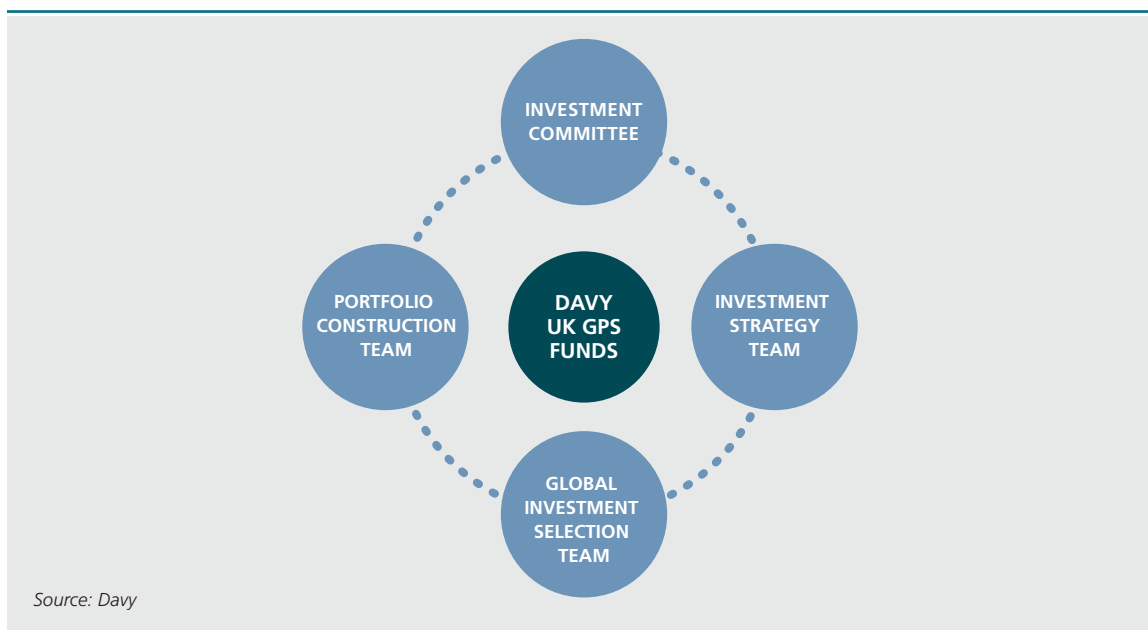 INVESTMENT
COMMITTEE
PORTFOLIO
CONSTRUCTION
TEAM
DAVY
UK GPS
FUNDS
INVESTMENT
STRATEGY
TEAM
GLOBAL
INVESTMENT
SELECTION
TEAM
Source: Davy